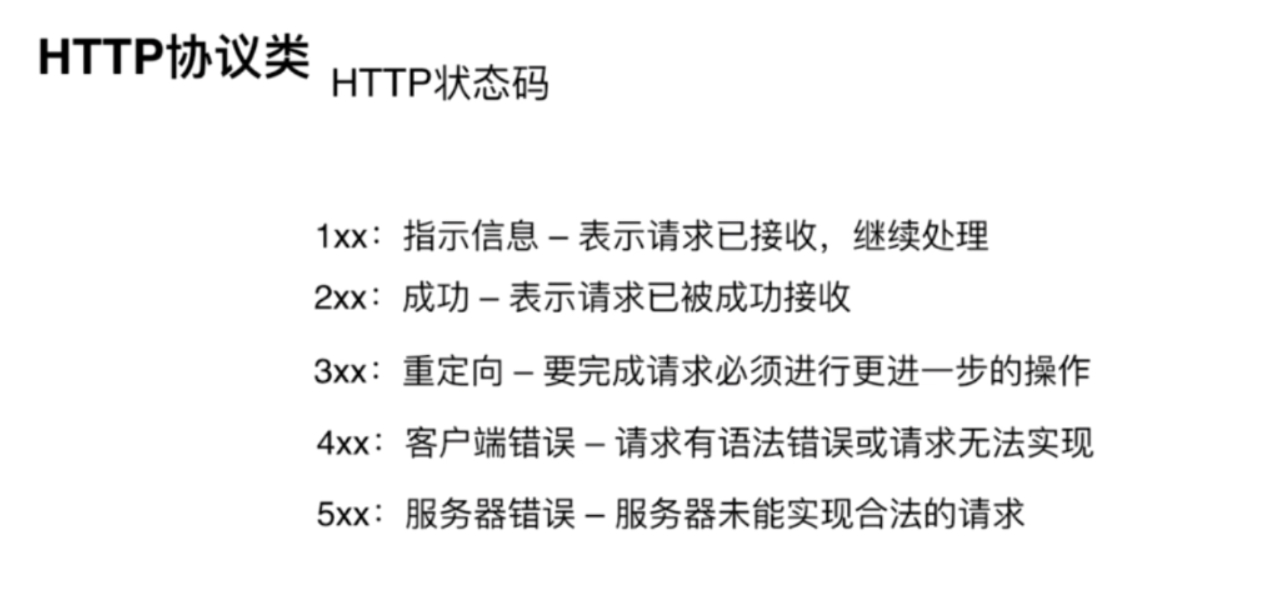 HTTP协议类
HTTP状态码
1xx：指示信息 – 表示请求已接收，继续处理
2xx：成功 – 表示请求已被成功接收
3xx：重定向 – 要完成请求必须进行更进一步的操作
4xx：客户端错误 – 请求有语法错误或请求无法实现
5xx：服务器错误 – 服务器未能实现合法的请求